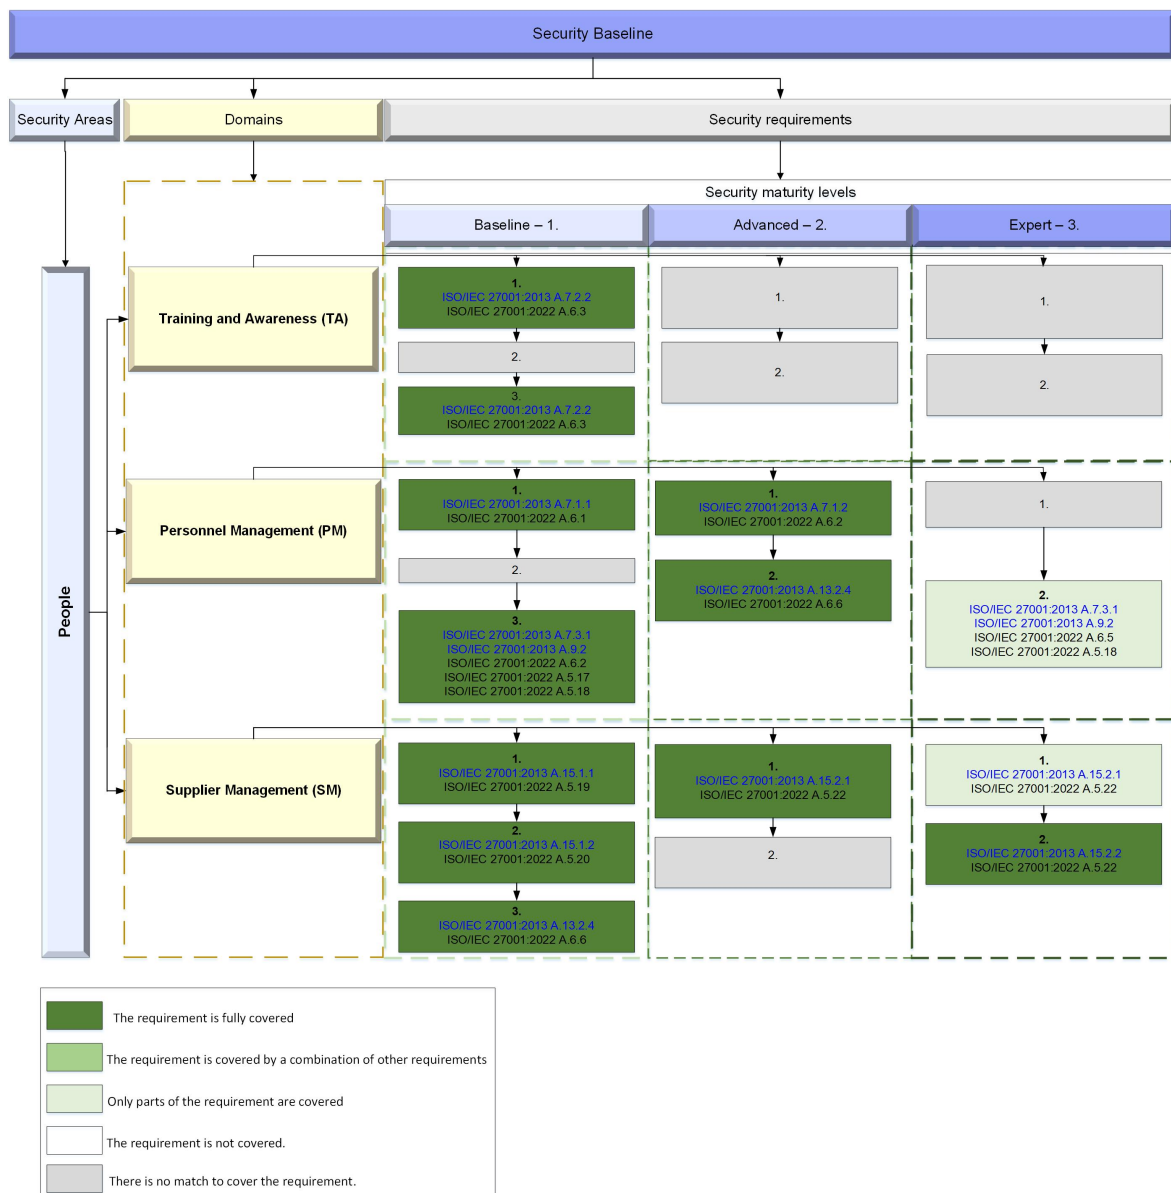 Security Baseline
Security Areas
Domains
Security requirements
Security maturity levels
Baseline – 1.
Advanced – 2.
Expert – 3.
People
Training and Awareness (TA)
1.
ISO/IEC 27001:2013 A.7.2.2
ISO/IEC 27001:2022 A.6.3
2.
3.
ISO/IEC 27001:2013 A.7.2.2
ISO/IEC 27001:2022 A.6.3
1.
2.
1.
2.
Personnel Management (PM)
1.
ISO/IEC 27001:2013 A.7.1.1
ISO/IEC 27001:2022 A.6.1
2.
3.
ISO/IEC 27001:2013 A.7.3.1
ISO/IEC 27001:2013 A.9.2
ISO/IEC 27001:2022 A.6.2
ISO/IEC 27001:2022 A.5.17
ISO/IEC 27001:2022 A.5.18
1.
ISO/IEC 27001:2013 A.7.1.2
ISO/IEC 27001:2022 A.6.2
2.
ISO/IEC 27001:2013 A.13.2.4
ISO/IEC 27001:2022 A.6.6
1.
2.
ISO/IEC 27001:2013 A.7.3.1
ISO/IEC 27001:2013 A.9.2
ISO/IEC 27001:2022 A.6.5
ISO/IEC 27001:2022 A.5.18
Supplier Management (SM)
1.
ISO/IEC 27001:2013 A.15.1.1
ISO/IEC 27001:2022 A.5.19
2.
ISO/IEC 27001:2013 A.15.1.2
ISO/IEC 27001:2022 A.5.20
3.
ISO/IEC 27001:2013 A.13.2.4
ISO/IEC 27001:2022 A.6.6
1.
ISO/IEC 27001:2013 A.15.2.1
ISO/IEC 27001:2022 A.5.22
2.
1.
ISO/IEC 27001:2013 A.15.2.1
ISO/IEC 27001:2022 A.5.22
2.
ISO/IEC 27001:2013 A.15.2.2
ISO/IEC 27001:2022 A.5.22
The requirement is fully covered
The requirement is covered by a combination of other requirements
Only parts of the requirement are covered
The requirement is not covered.
There is no match to cover the requirement.